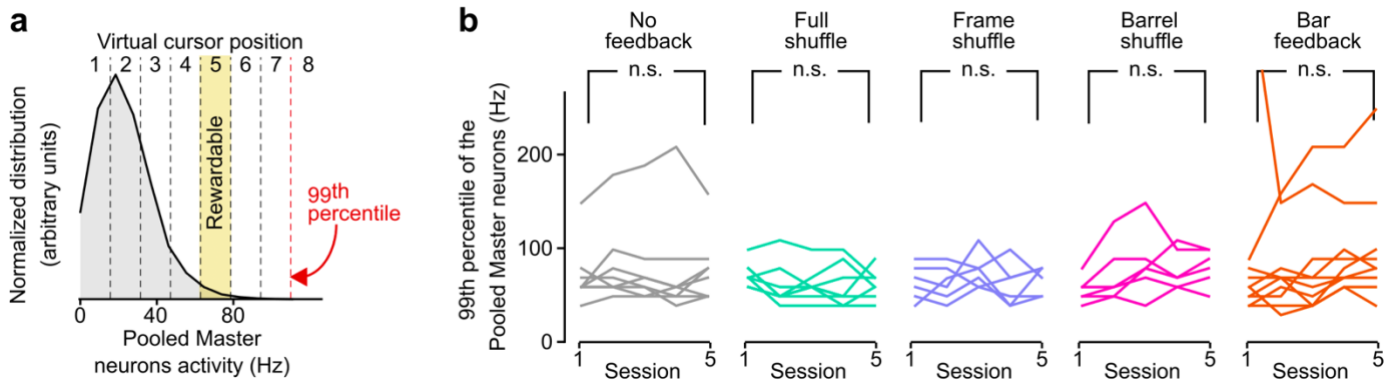 a
Virtual cursor position
1 2 3 4 5 6 7 8
Normalized distribution
(arbitrary units)
Rewardable
99th
percentile
0 40 80
Pooled Master
neurons activity (Hz)
b
No
feedback
Full
shuffle
Frame
shuffle
Barrel
shuffle
Bar
feedback
n.s. n.s. n.s. n.s. n.s.
99th percentile of the
Pooled Master neurons (Hz)
200
100
0
1 5 1 5 1 5 1 5 1 5
Session Session Session Session Session